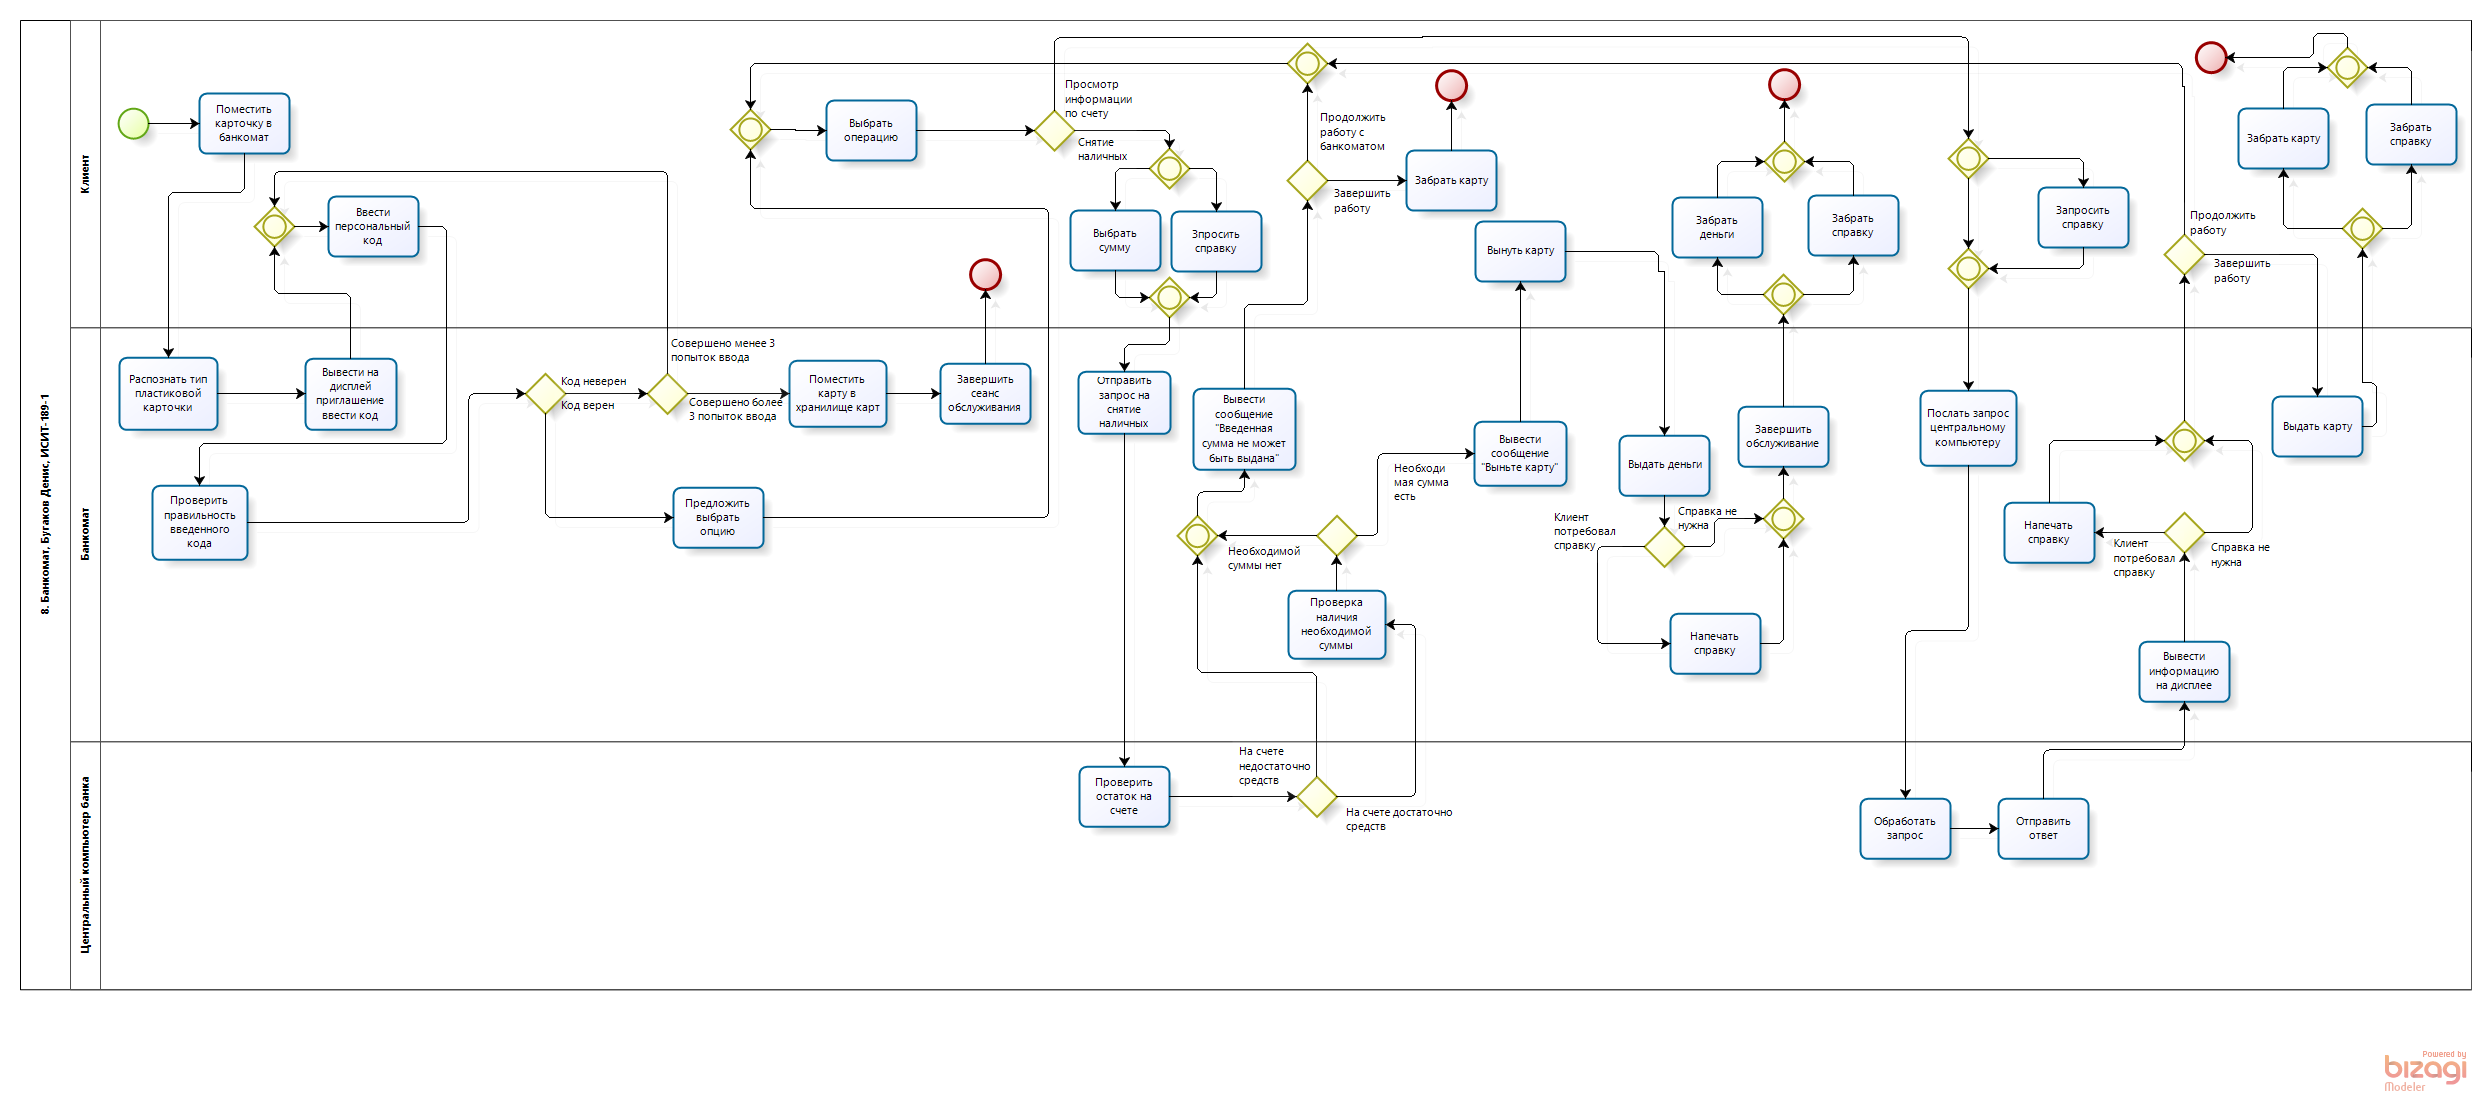 8. Банкомат, Бугаков Денис, ИСИТ-189-1
Клиент
Поместить
карточку в
банкомат
Ввести
персональный
код
Выбрать
операцию
Просмотр
информации
по счету
Снятие
наличных
Выбрать
сумму
Зпросить
справку
Продолжить
работу с
банкоматом
Завершить
работу
Забрать карту
Вынуть карту
Забрать
деньги
Забрать
справку
Запросить
справку
Продолжить
работу
Завершить
работу
Забрать карту
Забрать
справку
Банкомат
Распознать тип
пластиковой
карточки
Вывести на
дисплей
приглашение
ввести код
Проверить
правильность
введенного
кода
Код неверен
Код верен
Совершено менее 3
попыток ввода
Совершено более
3 попыток ввода
Поместить
карту в
хранилище карт
Завершить
сеанс
обслуживания
Предложить
выбрать
опцию
Отправить
запрос на
снятие
наличных
Вывести
сообщение
"Введенная
сумма не может
быть выдана"
Необходимой
суммы нет
Необходи
мая сумма
есть
Проверка
наличия
необходимой
суммы
Вывести
сообщение
"Выньте карту"
Выдать деньги
Клиент
потребовал
справку
Справка не
нужна
Напечать
справку
Завершить
обслуживание
Послать запрос
центральному
компьютеру
Напечать
справку
Клиент
потребовал
справку
Справка не
нужна
Вывести
информацию
на дисплее
Выдать карту
Центральный компьютер банка
Проверить
остаток на
счете
На счете
недостаточно
средств
На счете достаточно
средств
Обработать
запрос
Отправить
ответ
Powered by
bizagi
Modeler